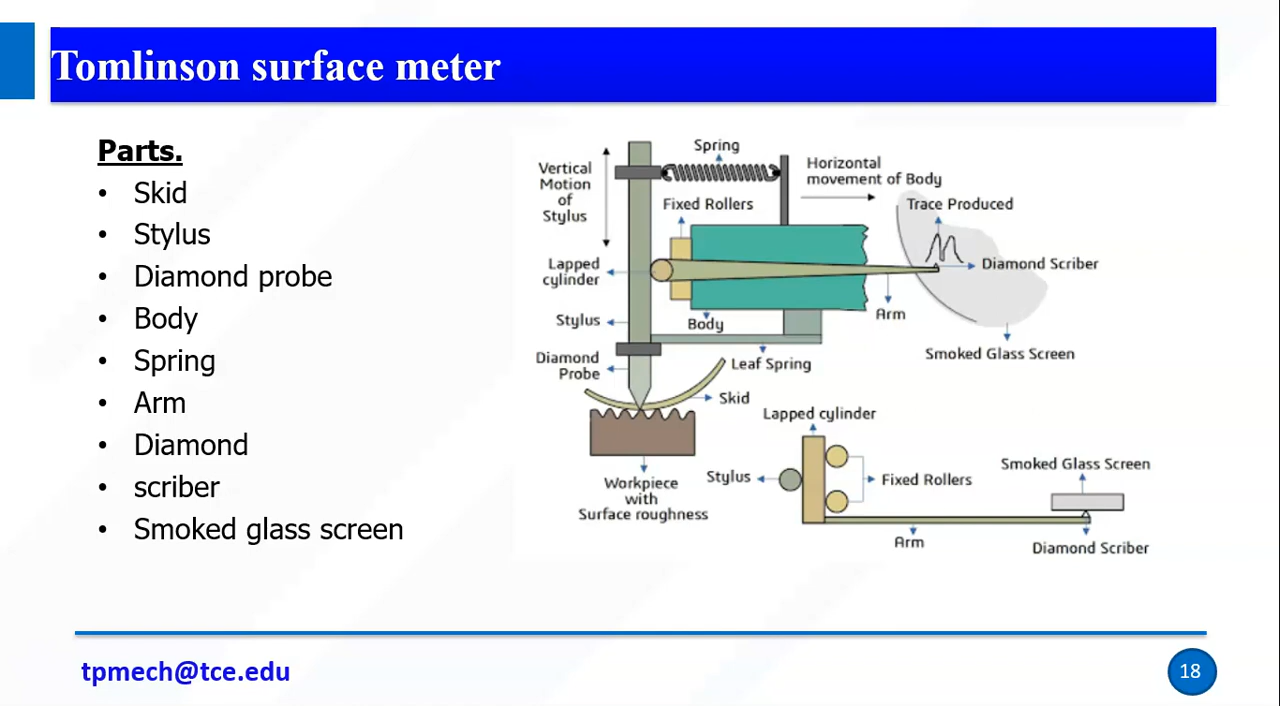 Tomlinson surface meter
Parts.
• Skid
• Stylus
• Diamond probe
• Body
• Spring
• Arm
• Diamond
• scriber
• Smoked glass screen
Spring
Vertical
Motion
of
Stylus
Horizontal
movement of Body
Fixed Rollers
Trace Produced
Lapped
cylinder
Diamond Scriber
Stylus
Body
Arm
Diamond
Probe
Leaf Spring
Smoked Glass Screen
Skid
Workpiece
with
Surface roughness
Lapped cylinder
Stylus
Fixed Rollers
Smoked Glass Screen
Arm
Diamond Scriber
tpmech@tce.edu
18